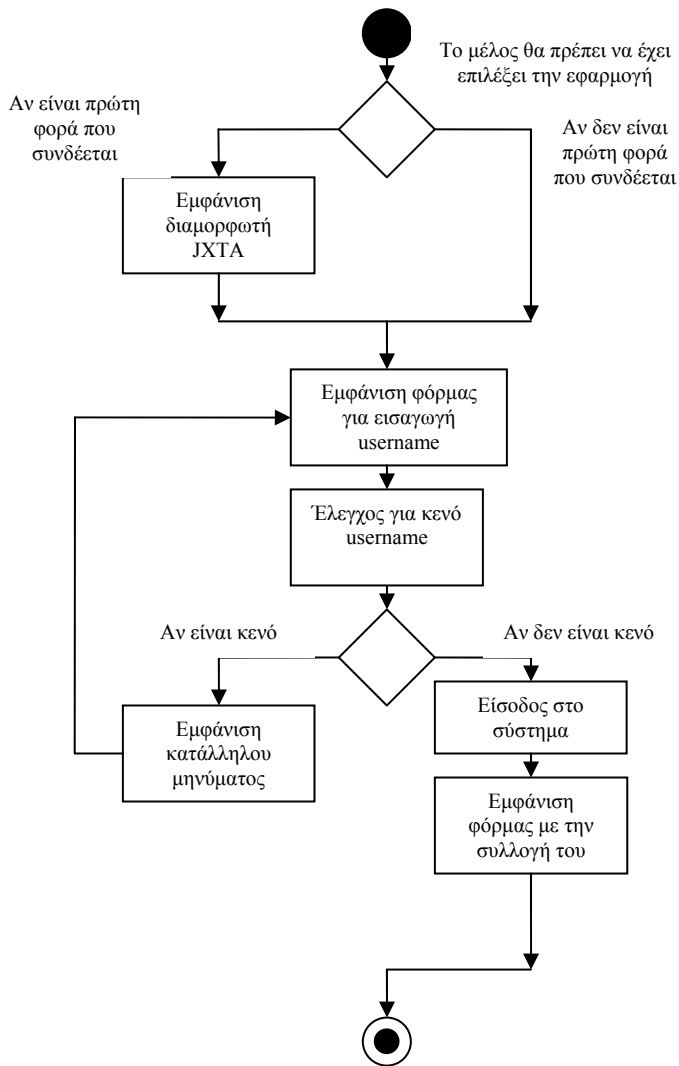 Το μέλος θα πρέπει να έχει
επιλέξει την εφαρμογή
Αν είναι πρώτη
φορά που
συνδέεται
Αν δεν είναι
πρώτη φορά
που συνδέεται
Εμφάνιση
διαμορφωτή
JXTA
Εμφάνιση φόρμας
για εισαγωγή
username
Έλεγχος για κενό
username
Αν είναι κενό
Αν δεν είναι κενό
Εμφάνιση
κατάλληλου
μηνύματος
Είσοδος στο
σύστημα
Εμφάνιση
φόρμας με την
συλλογή του